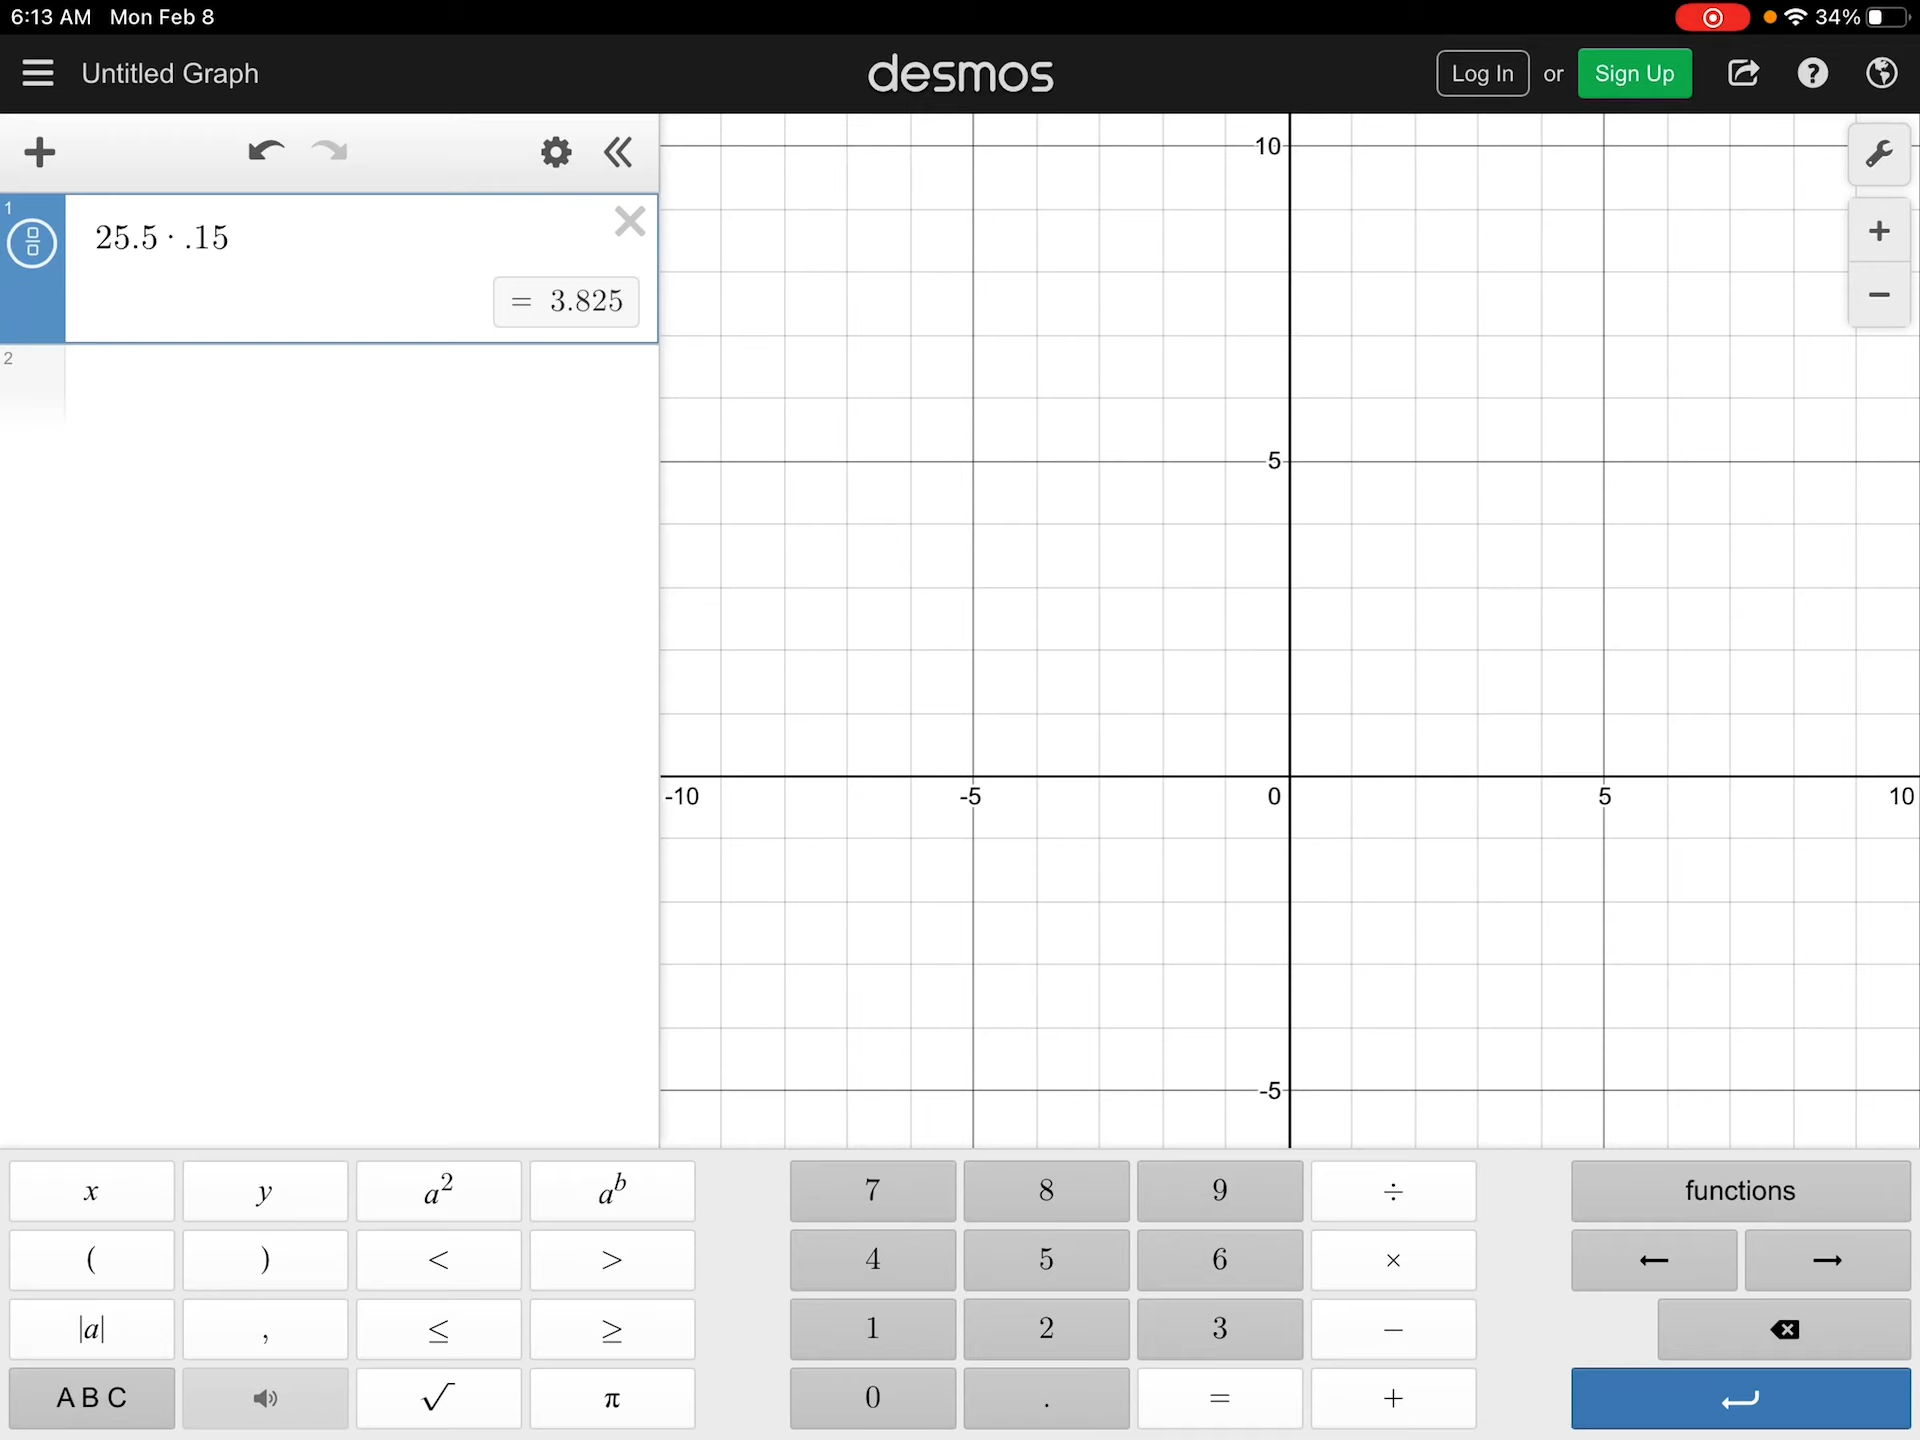 6:13 AM Mon Feb 8 34%
Untitled Graph desmos Log In or Sign Up ?
1
25.5 · .15
= 3.825
2
10
5
-10 -5 0 5 10
-5
x y a² aᵇ 7 8 9 ÷ functions
( ) < > 4 5 6 × ← →
|a| , ≤ ≥ 1 2 3 −
A B C √ π 0 . = +